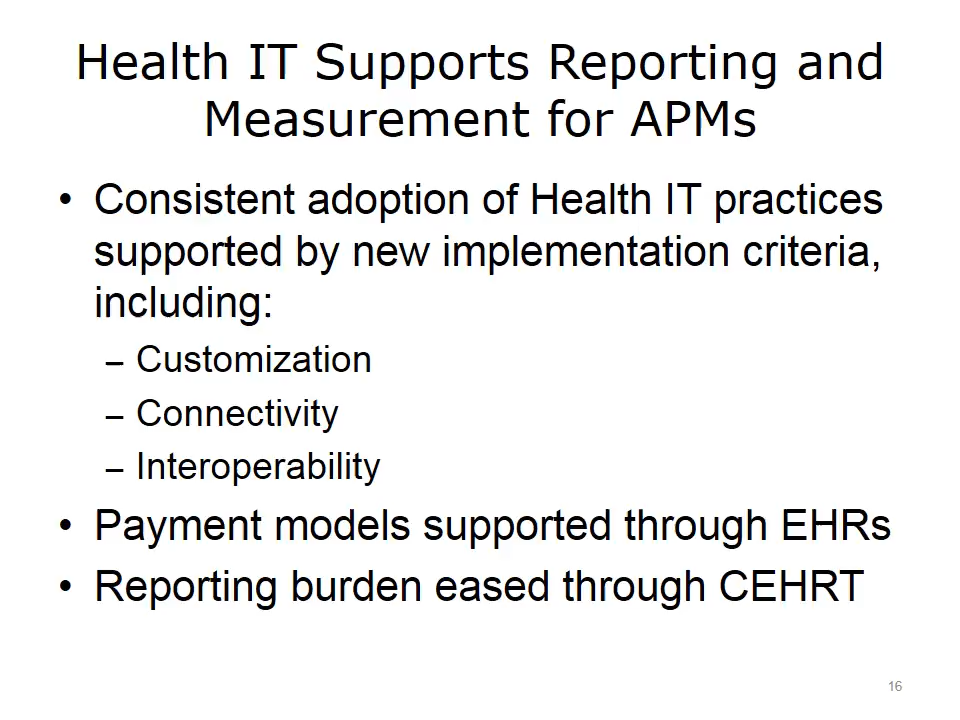 Health IT Supports Reporting and
Measurement for APMs
• Consistent adoption of Health IT practices
supported by new implementation criteria,
including:
– Customization
– Connectivity
– Interoperability
• Payment models supported through EHRs
• Reporting burden eased through CEHRT
16